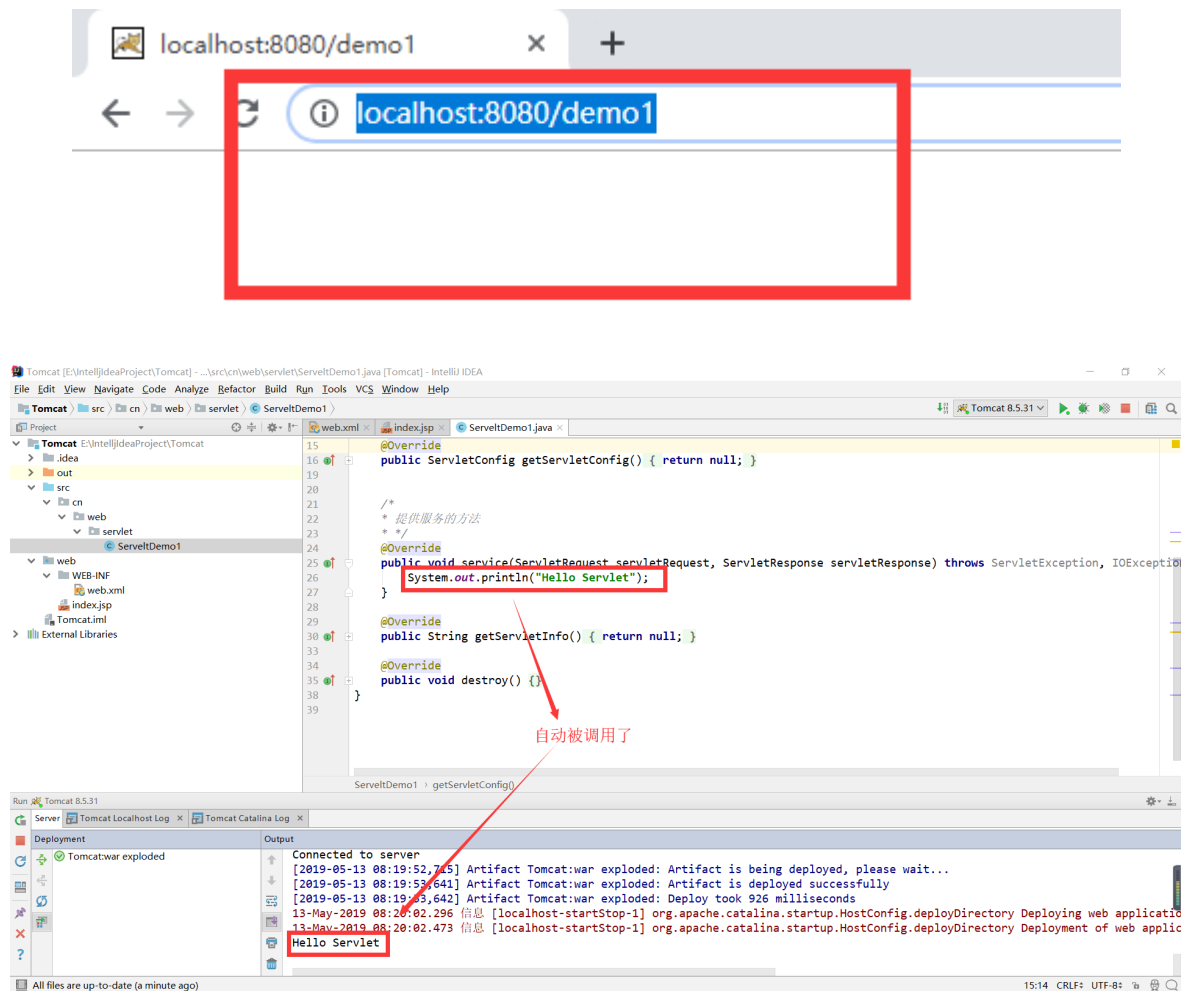 localhost:8080/demo1
localhost:8080/demo1
Tomcat [E:\IntelljIdeaProject\Tomcat] - ...\src\cn\web\servlet\ServeltDemo1.java [Tomcat] - IntelliJ IDEA
File Edit View Navigate Code Analyze Refactor Build Run Tools VCS Window Help
Tomcat src cn web servlet ServeltDemo1
Tomcat 8.5.31
Project
web.xml index.jsp ServeltDemo1.java
Tomcat E:\IntelljIdeaProject\Tomcat
.idea
out
src
cn
web
servlet
ServeltDemo1
web
WEB-INF
web.xml
index.jsp
Tomcat.iml
External Libraries
15 @Override
16 public ServletConfig getServletConfig() { return null; }
19
20
21 /*
22 * 提供服务的方法
23 * */
24 @Override
25 public void service(ServletRequest servletRequest, ServletResponse servletResponse) throws ServletException, IOException
26 System.out.println("Hello Servlet");
27 }
28
29 @Override
30 public String getServletInfo() { return null; }
33
34 @Override
35 public void destroy() {}
38 }
39
自动被调用了
ServeltDemo1 › getServletConfig()
Run Tomcat 8.5.31
Server Tomcat Localhost Log Tomcat Catalina Log
Deployment Output
Tomcat:war exploded
Connected to server
[2019-05-13 08:19:52,715] Artifact Tomcat:war exploded: Artifact is being deployed, please wait...
[2019-05-13 08:19:53,641] Artifact Tomcat:war exploded: Artifact is deployed successfully
[2019-05-13 08:19:53,642] Artifact Tomcat:war exploded: Deploy took 926 milliseconds
13-May-2019 08:20:02.296 信息 [localhost-startStop-1] org.apache.catalina.startup.HostConfig.deployDirectory Deploying web applicatio
13-May-2019 08:20:02.473 信息 [localhost-startStop-1] org.apache.catalina.startup.HostConfig.deployDirectory Deployment of web applic
Hello Servlet
All files are up-to-date (a minute ago)
15:14 CRLF UTF-8